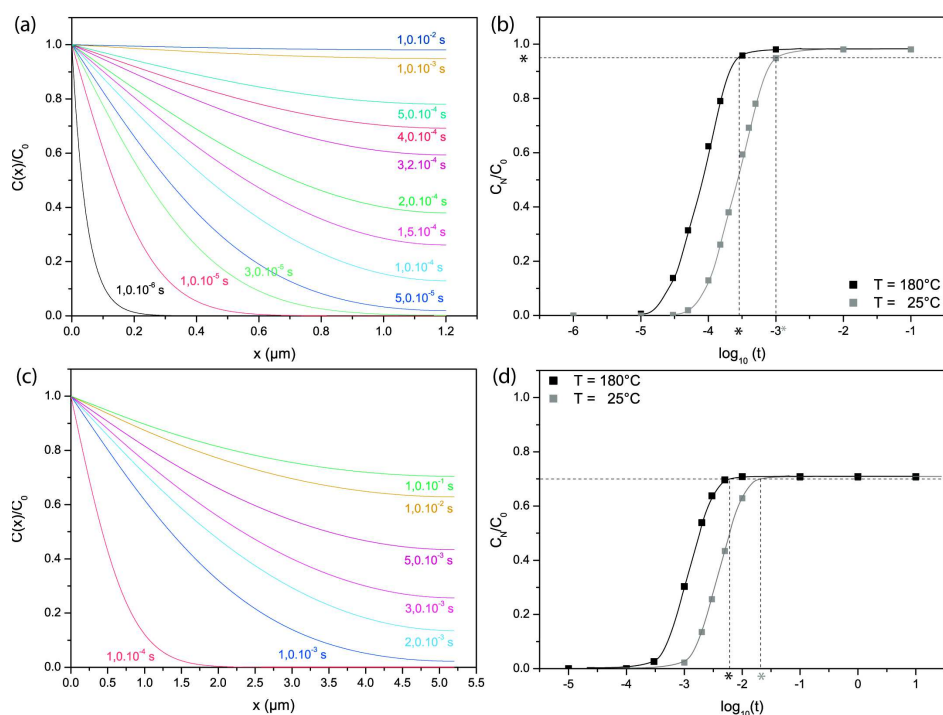 (a)
1,0.10⁻² s
1,0.10⁻³ s
5,0.10⁻⁴ s
4,0.10⁻⁴ s
3,2.10⁻⁴ s
2,0.10⁻⁴ s
1,5.10⁻⁴ s
1,0.10⁻⁴ s
5,0.10⁻⁵ s
3,0.10⁻⁵ s
1,0.10⁻⁵ s
1,0.10⁻⁶ s
C(x)/C₀
1.0
0.8
0.6
0.4
0.2
0.0
0.0 0.2 0.4 0.6 0.8 1.0 1.2
x (µm)
(b)
C_N/C₀
1.0
*
0.8
0.6
0.4
0.2
0.0
T = 180°C
T = 25°C
-6 -5 -4 * -3 * -2 -1
log₁₀ (t)
(c)
C(x)/C₀
1.0
0.8
0.6
0.4
0.2
0.0
1,0.10⁻¹ s
1,0.10⁻² s
5,0.10⁻³ s
3,0.10⁻³ s
2,0.10⁻³ s
1,0.10⁻³ s
1,0.10⁻⁴ s
0.0 0.5 1.0 1.5 2.0 2.5 3.0 3.5 4.0 4.5 5.0 5.5
x (µm)
(d)
T = 180°C
T = 25°C
C_N/C₀
1.0
0.8
0.6
0.4
0.2
0.0
-5 -4 -3 * -2 * -1 0 1
log₁₀(t)